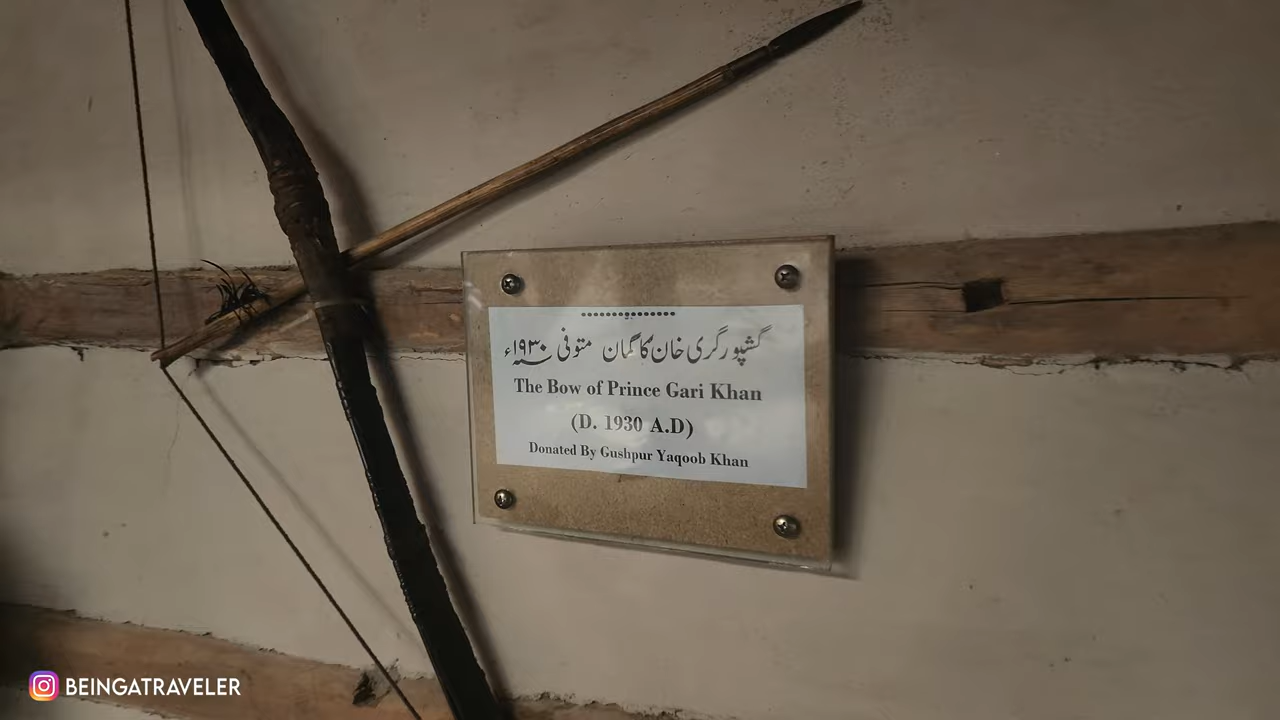 گشپور گری خان کا کمان متوفی ۱۹۳۰ء
The Bow of Prince Gari Khan
(D. 1930 A.D)
Donated By Gushpur Yaqoob Khan
BEINGATRAVELER